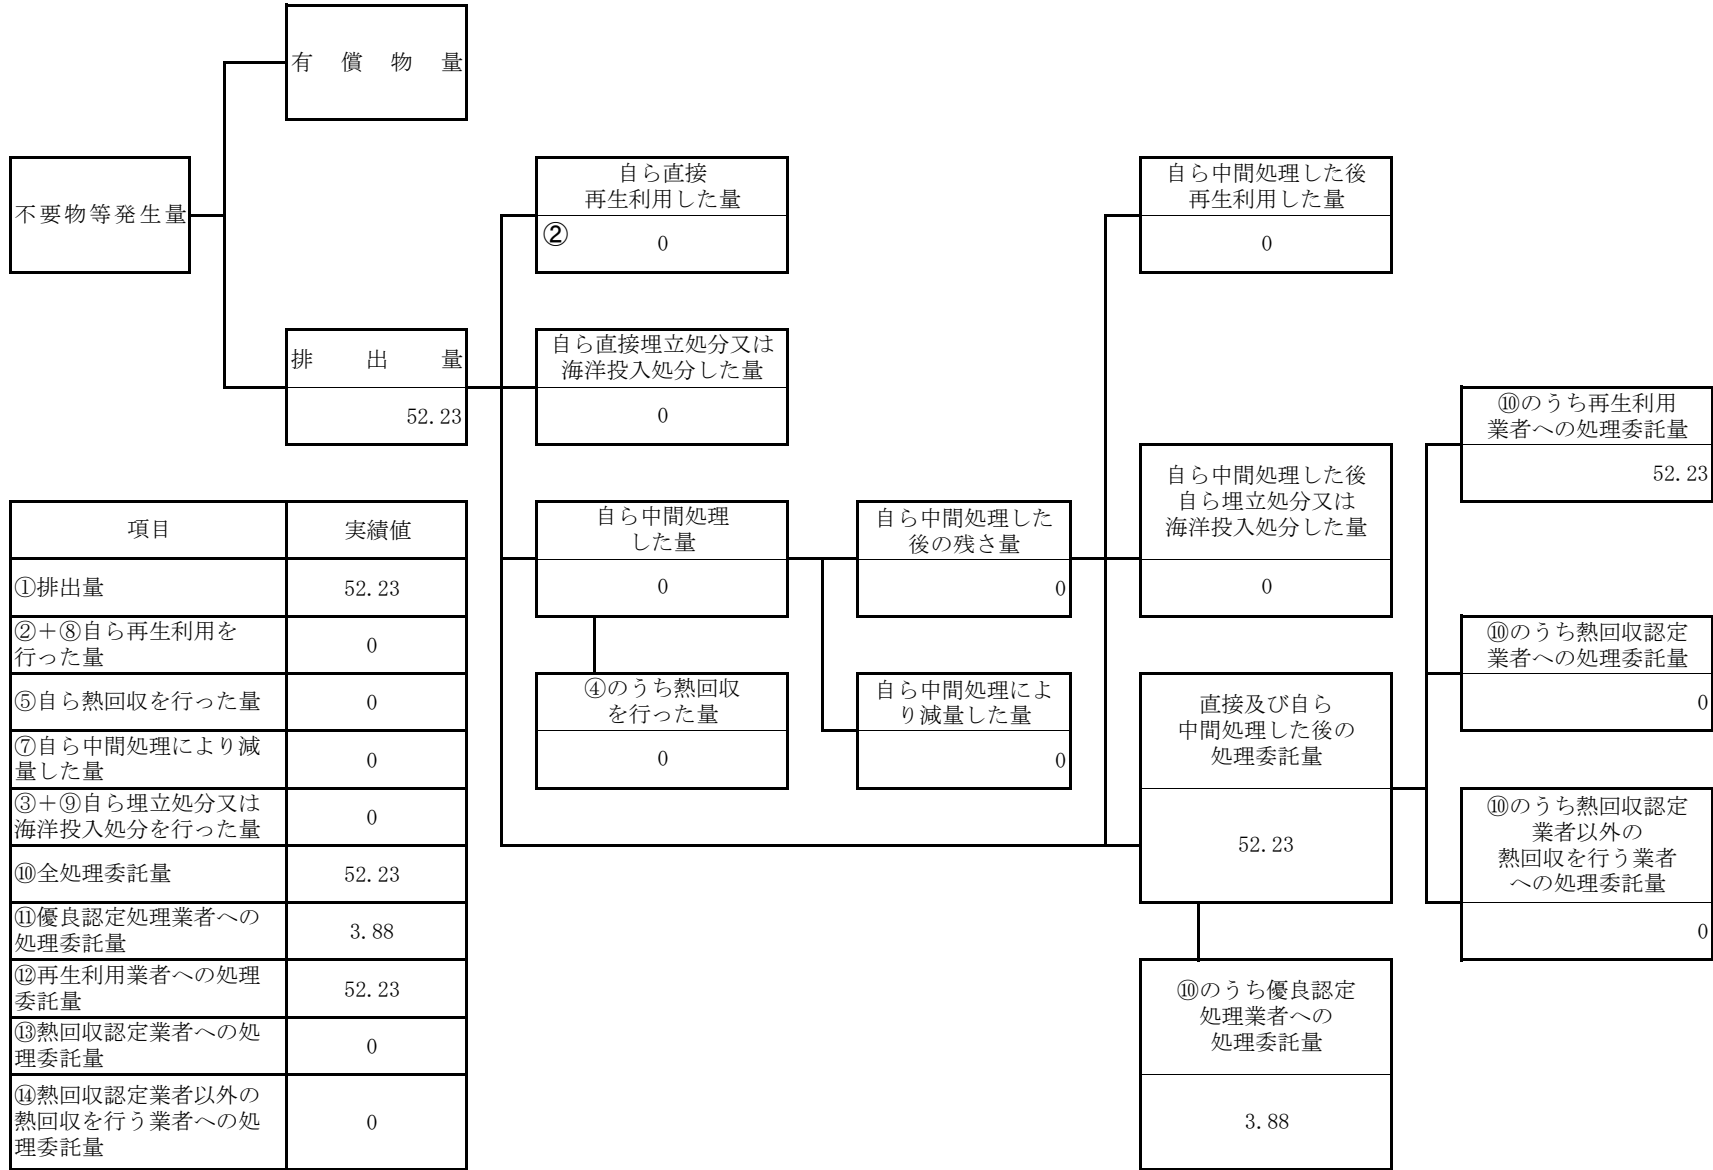 有償物量
不要物等発生量
排出量
52.23
自ら直接
再生利用した量
②
0
自ら直接埋立処分又は
海洋投入処分した量
0
自ら中間処理
した量
0
④のうち熱回収
を行った量
0
自ら中間処理した
後の残さ量
0
自ら中間処理によ
り減量した量
0
自ら中間処理した後
再生利用した量
0
自ら中間処理した後
自ら埋立処分又は
海洋投入処分した量
0
直接及び自ら
中間処理した後の
処理委託量
52.23
⑩のうち優良認定
処理業者への
処理委託量
3.88
⑩のうち再生利用
業者への処理委託量
52.23
⑩のうち熱回収認定
業者への処理委託量
0
⑩のうち熱回収認定
業者以外の
熱回収を行う業者
への処理委託量
0
項目 実績値
①排出量 52.23
②+⑧自ら再生利用を
行った量
0
⑤自ら熱回収を行った量 0
⑦自ら中間処理により減
量した量
0
③+⑨自ら埋立処分又は
海洋投入処分を行った量
0
⑩全処理委託量 52.23
⑪優良認定処理業者への
処理委託量
3.88
⑫再生利用業者への処理
委託量
52.23
⑬熱回収認定業者への処
理委託量
0
⑭熱回収認定業者以外の
熱回収を行う業者への処
理委託量
0